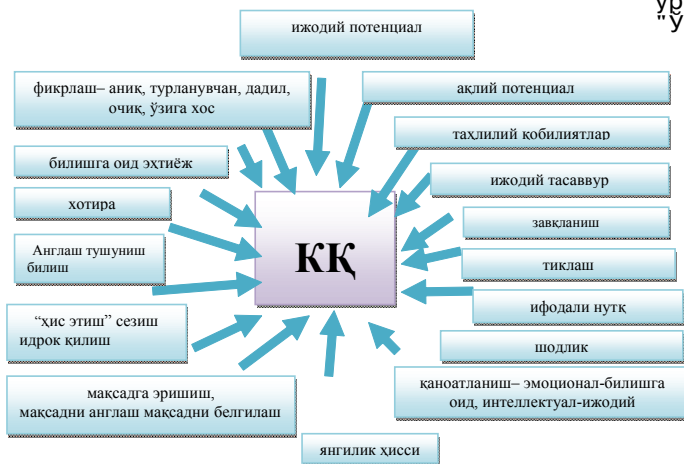 ўр
"Ў
ижодий потенциал
фикрлаш– аниқ, турланувчан, дадил,
очиқ, ўзига хос
ақлий потенциал
таҳлилий қобилиятлар
билишга оид эҳтиёж
ижодий тасаввур
хотира
завқланиш
Англаш тушуниш
билиш
КҚ
тиклаш
ифодали нутқ
“ҳис этиш” сезиш
идрок қилиш
шодлик
мақсадга эришиш,
мақсадни англаш мақсадни белгилаш
қаноатланиш– эмоционал-билишга
оид, интеллектуал-ижодий
янгилик ҳисси